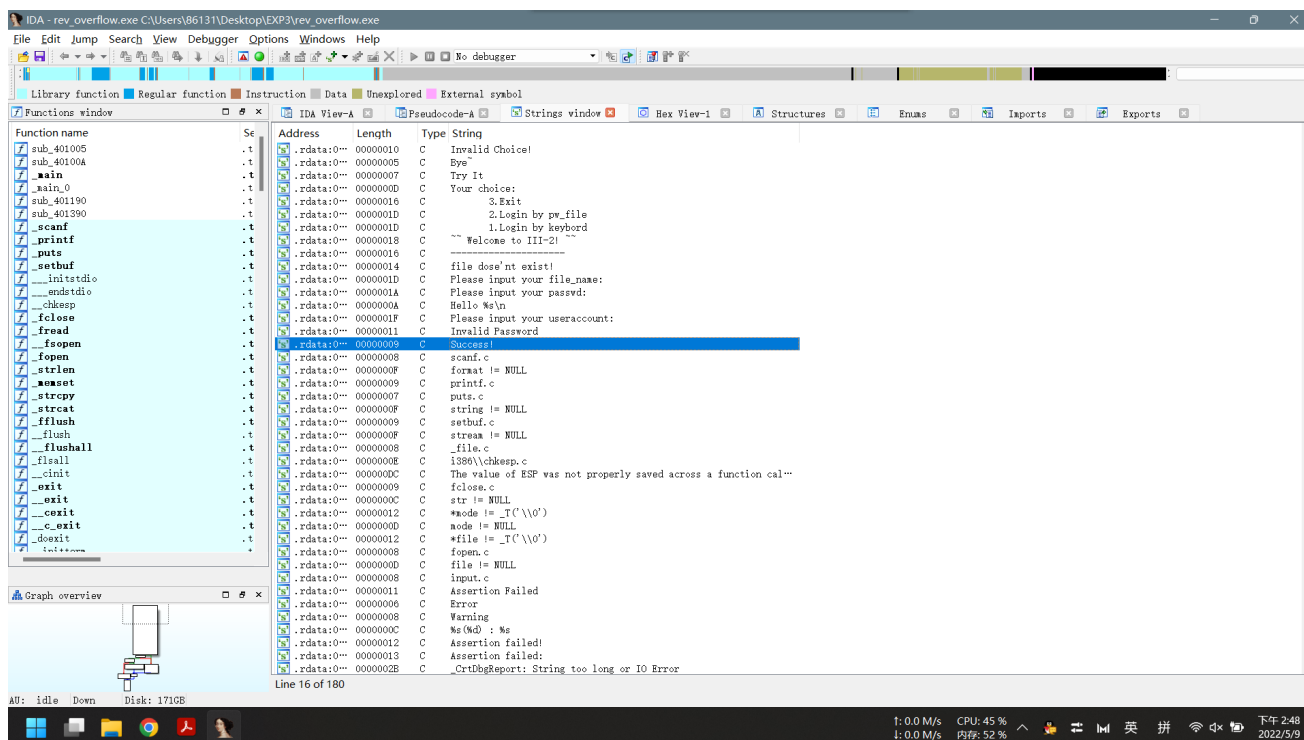 IDA - rev_overflow.exe C:\Users\86131\Desktop\EXP3\rev_overflow.exe
File Edit Jump Search View Debugger Options Windows Help
No debugger
Library function Regular function Instruction Data Unexplored External symbol
Functions window
IDA View-A Pseudocode-A Strings window Hex View-1 Structures Enums Imports Exports
Function name Se
sub_401005 .t
sub_40100A .t
_main .t
_main_0 .t
sub_401190 .t
sub_401390 .t
_scanf .t
_printf .t
_puts .t
_setbuf .t
___initstdio .t
___endstdio .t
__chkesp .t
_fclose .t
_fread .t
__fsopen .t
_fopen .t
_strlen .t
_memset .t
_strcpy .t
_strcat .t
_fflush .t
__flush .t
__flushall .t
_flsall .t
__cinit .t
_exit .t
__exit .t
__cexit .t
__c_exit .t
_doexit .t
Graph overview
Address Length Type String
.rdata:0… 00000010 C Invalid Choice!
.rdata:0… 00000005 C Bye~
.rdata:0… 00000007 C Try It
.rdata:0… 0000000D C Your choice:
.rdata:0… 00000016 C 3.Exit
.rdata:0… 0000001D C 2.Login by pw_file
.rdata:0… 0000001D C 1.Login by keybord
.rdata:0… 00000018 C ~~ Welcome to III-2! ~~
.rdata:0… 00000016 C ---------------------
.rdata:0… 00000014 C file dose'nt exist!
.rdata:0… 0000001D C Please input your file_name:
.rdata:0… 0000001A C Please input your passwd:
.rdata:0… 0000000A C Hello %s\n
.rdata:0… 0000001F C Please input your useraccount:
.rdata:0… 00000011 C Invalid Password
.rdata:0… 00000009 C Success!
.rdata:0… 00000008 C scanf.c
.rdata:0… 0000000F C format != NULL
.rdata:0… 00000009 C printf.c
.rdata:0… 00000007 C puts.c
.rdata:0… 0000000F C string != NULL
.rdata:0… 00000009 C setbuf.c
.rdata:0… 0000000F C stream != NULL
.rdata:0… 00000008 C _file.c
.rdata:0… 0000000E C i386\\chkesp.c
.rdata:0… 000000DC C The value of ESP was not properly saved across a function cal…
.rdata:0… 00000009 C fclose.c
.rdata:0… 0000000C C str != NULL
.rdata:0… 00000012 C *mode != _T('\\0')
.rdata:0… 0000000D C mode != NULL
.rdata:0… 00000012 C *file != _T('\\0')
.rdata:0… 00000008 C fopen.c
.rdata:0… 0000000D C file != NULL
.rdata:0… 00000008 C input.c
.rdata:0… 00000011 C Assertion Failed
.rdata:0… 00000006 C Error
.rdata:0… 00000008 C Warning
.rdata:0… 0000000C C %s(%d) : %s
.rdata:0… 00000012 C Assertion failed!
.rdata:0… 00000013 C Assertion failed:
.rdata:0… 0000002B C _CrtDbgReport: String too long or IO Error
Line 16 of 180
AU: idle Down Disk: 171GB
↑: 0.0 M/s CPU: 45 %
↓: 0.0 M/s 内存: 52 %
英 拼
下午 2:48
2022/5/9